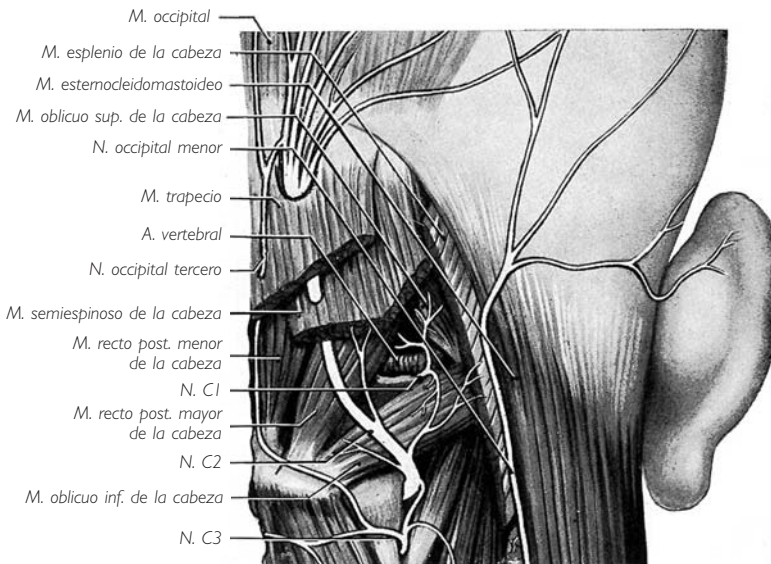 M. occipital
M. esplenio de la cabeza
M. esternocleidomastoideo
M. oblicuo sup. de la cabeza
N. occipital menor
M. trapecio
A. vertebral
N. occipital tercero
M. semiespinoso de la cabeza
M. recto post. menor
de la cabeza
N. C1
M. recto post. mayor
de la cabeza
N. C2
M. oblicuo inf. de la cabeza
N. C3